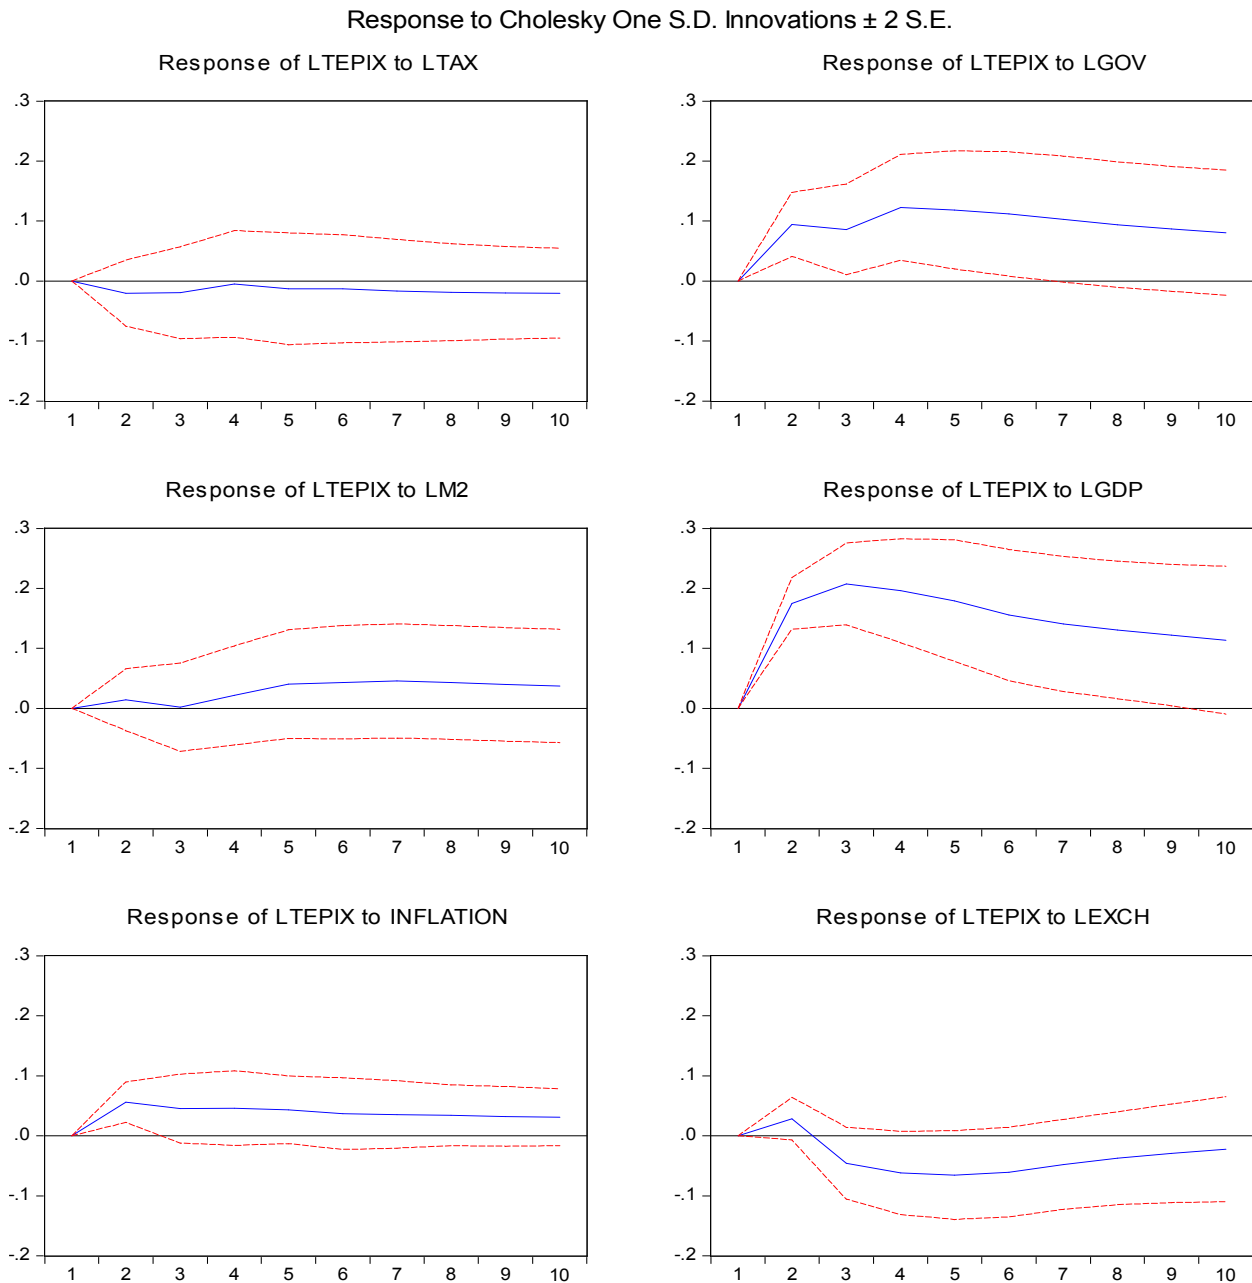 Response to Cholesky One S.D. Innovations ± 2 S.E.
Response of LTEPIX to LTAX
.3
.2
.1
.0
-.1
-.2
1 2 3 4 5 6 7 8 9 10
Response of LTEPIX to LGOV
.3
.2
.1
.0
-.1
-.2
1 2 3 4 5 6 7 8 9 10
Response of LTEPIX to LM2
.3
.2
.1
.0
-.1
-.2
1 2 3 4 5 6 7 8 9 10
Response of LTEPIX to LGDP
.3
.2
.1
.0
-.1
-.2
1 2 3 4 5 6 7 8 9 10
Response of LTEPIX to INFLATION
.3
.2
.1
.0
-.1
-.2
1 2 3 4 5 6 7 8 9 10
Response of LTEPIX to LEXCH
.3
.2
.1
.0
-.1
-.2
1 2 3 4 5 6 7 8 9 10